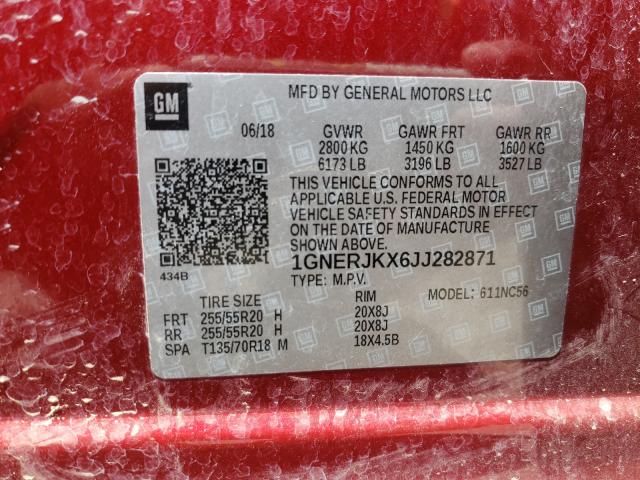 GM
MFD BY GENERAL MOTORS LLC
06/18 GVWR GAWR FRT GAWR RR
2800 KG 1450 KG 1600 KG
6173 LB 3196 LB 3527 LB
THIS VEHICLE CONFORMS TO ALL
APPLICABLE U.S. FEDERAL MOTOR
VEHICLE SAFETY STANDARDS IN EFFECT
ON THE DATE OF MANUFACTURE
SHOWN ABOVE.
1GNERJKX6JJ282871
434B
TYPE: M.P.V. MODEL: 611NC56
TIRE SIZE RIM
FRT 255/55R20 H 20X8J
RR 255/55R20 H 20X8J
SPA T135/70R18 M 18X4.5B